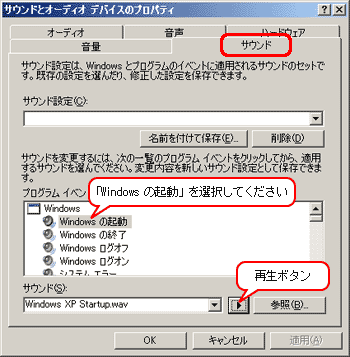 サウンドとオーディオ デバイスのプロパティ
オーディオ
音声
ハードウェア
音量
サウンド
サウンド設定は、Windows とプログラムのイベントに適用されるサウンドのセットで
す。既存の設定を選んだり、修正した設定を保存できます。
サウンド設定(C):
名前を付けて保存(E)...
削除(D)
サウンドを変更するには、次の一覧のプログラム イベントをクリックしてから、適用
するサウンドを選んでください。変更内容を新しいサウンド設定として保存できま
す。
プログラム イベン
「Windows の起動」を選択してください
Windows
Windows の起動
Windows の終了
Windows ログオフ
Windows ログオン
システム エラー
再生ボタン
サウンド(S):
Windows XP Startup.wav
参照(B)...
OK
キャンセル
適用(A)